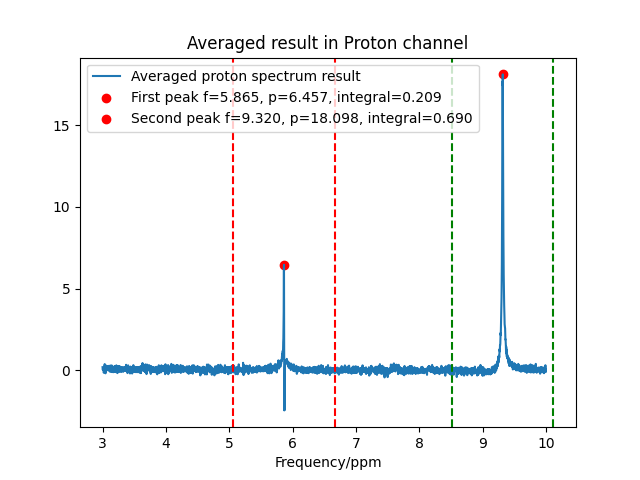 Averaged result in Proton channel
Averaged proton spectrum result
First peak f=5.865, p=6.457, integral=0.209
Second peak f=9.320, p=18.098, integral=0.690
15
10
5
0
3 4 5 6 7 8 9 10
Frequency/ppm